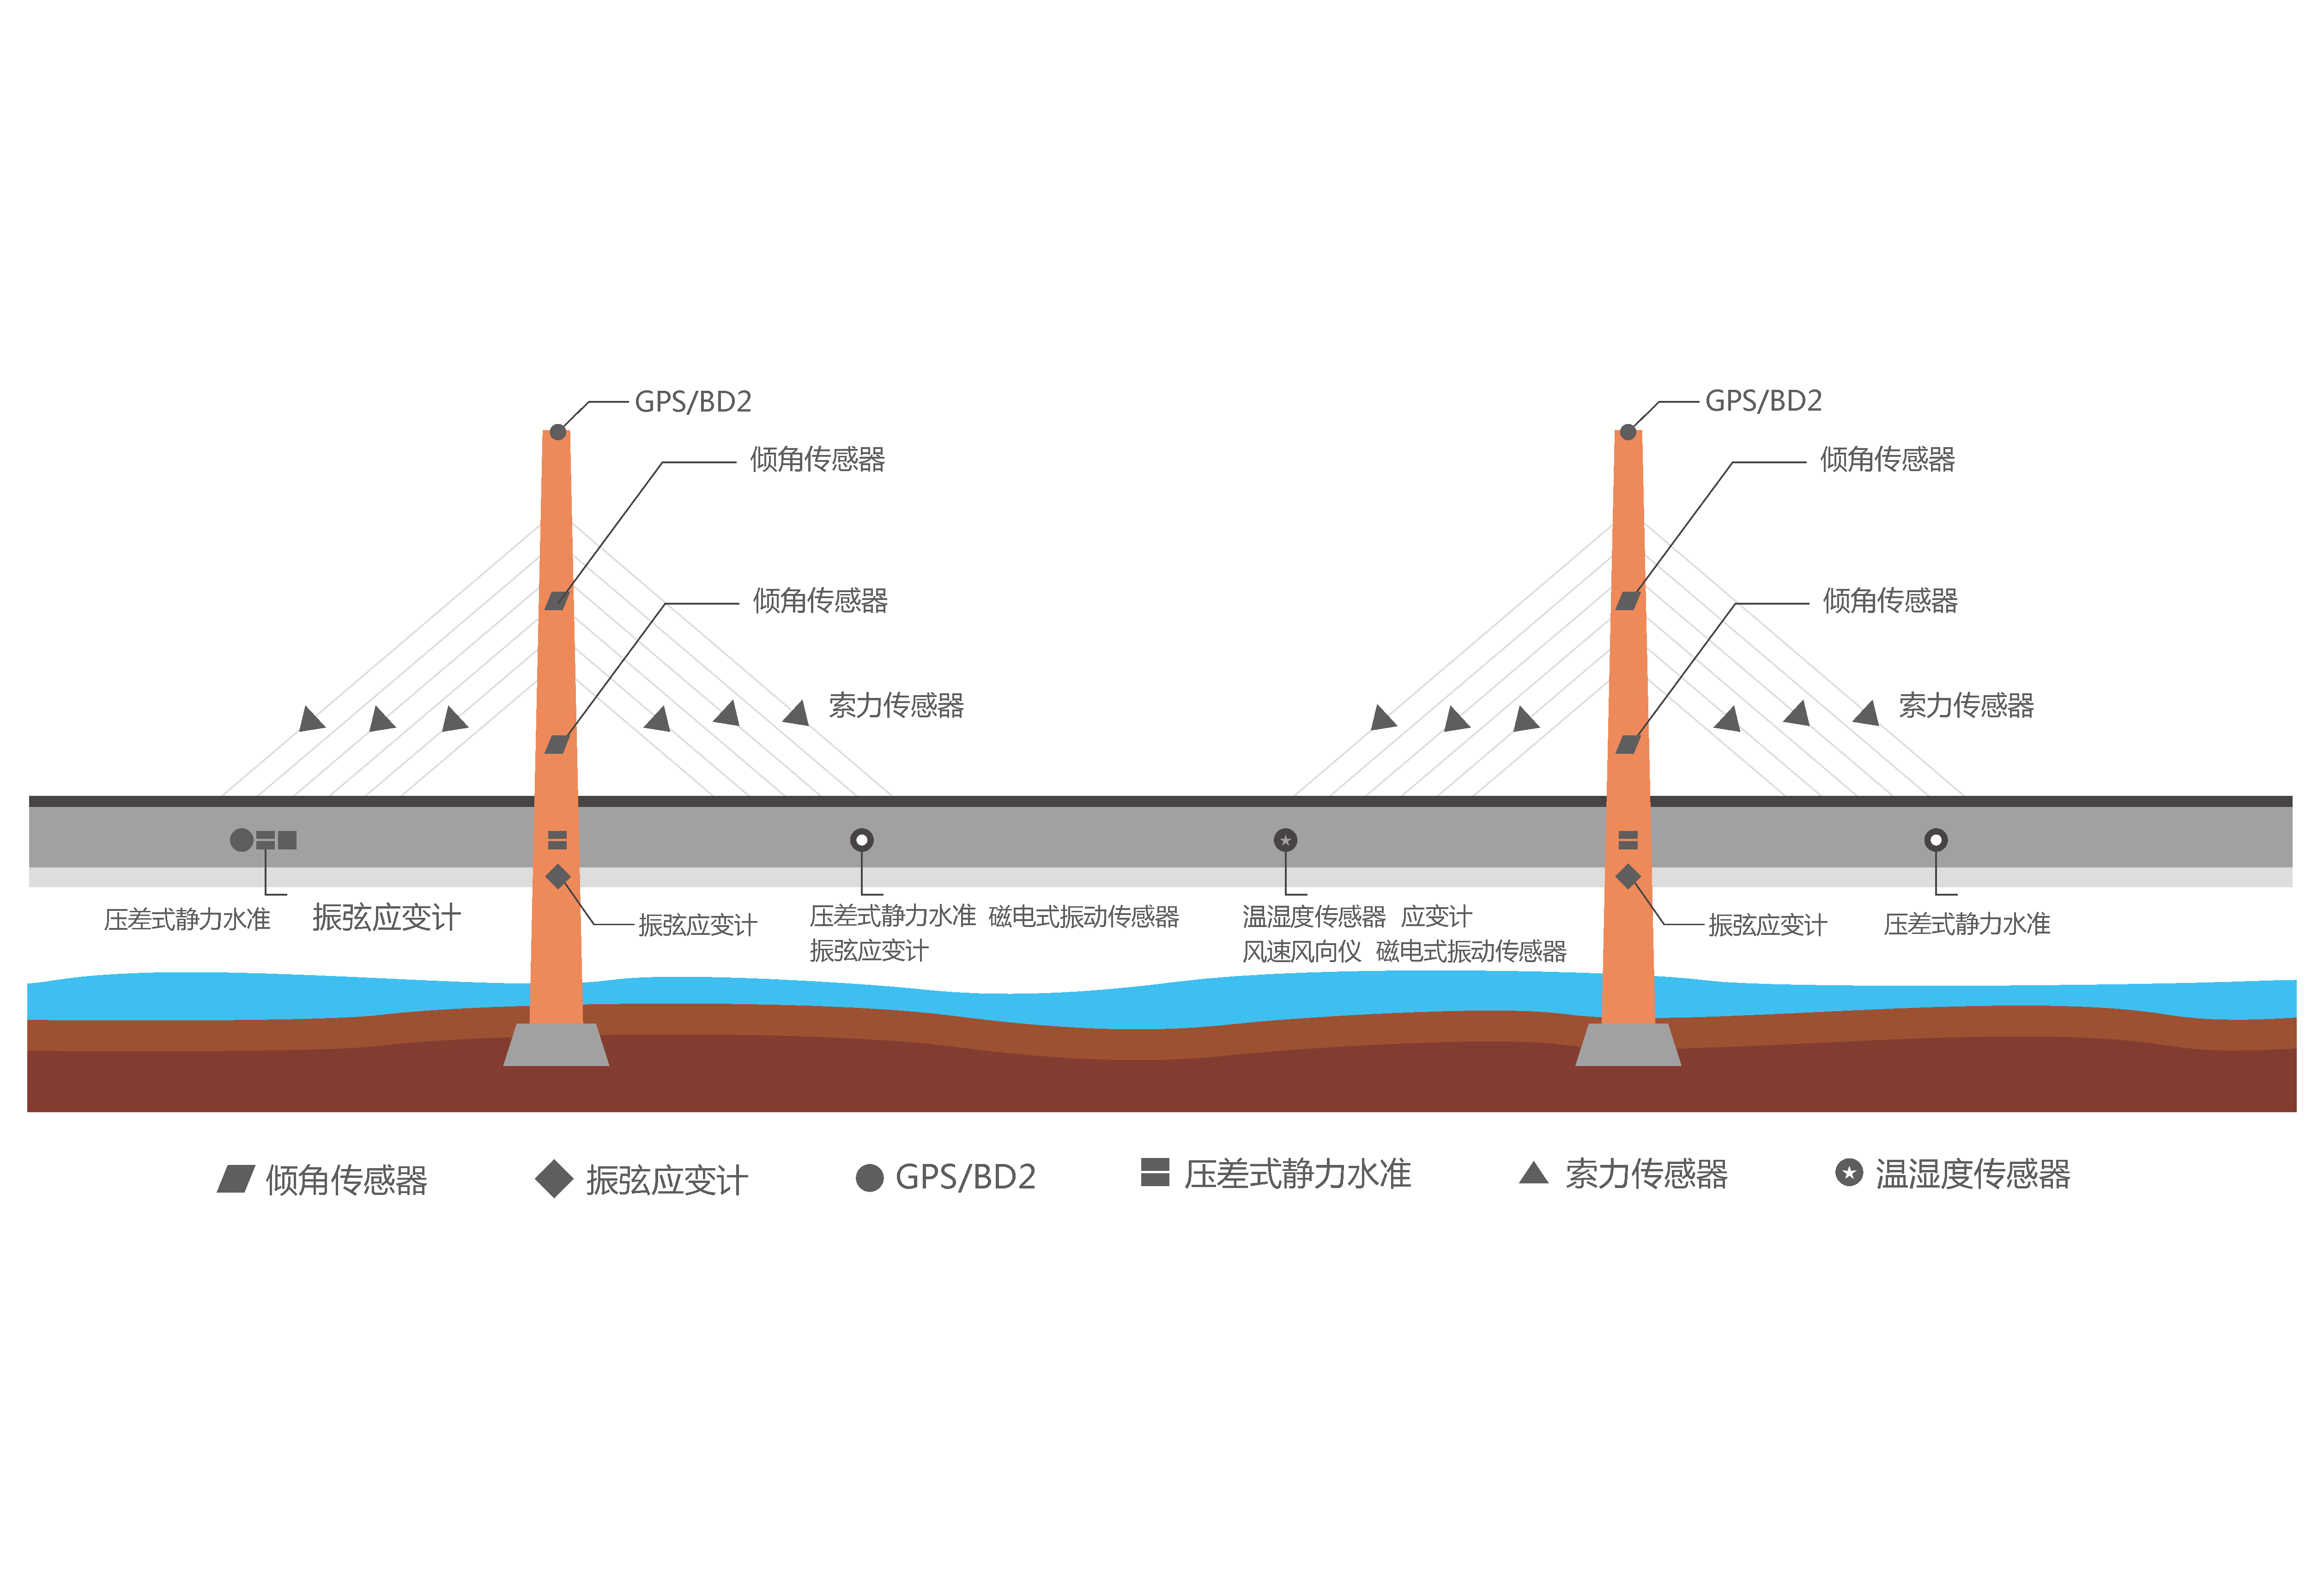 GPS/BD2
GPS/BD2
倾角传感器
倾角传感器
倾角传感器
倾角传感器
索力传感器
索力传感器
压差式静力水准
振弦应变计
振弦应变计
压差式静力水准 磁电式振动传感器
振弦应变计
温湿度传感器 应变计
风速风向仪 磁电式振动传感器
振弦应变计
压差式静力水准
倾角传感器
振弦应变计
GPS/BD2
压差式静力水准
索力传感器
温湿度传感器